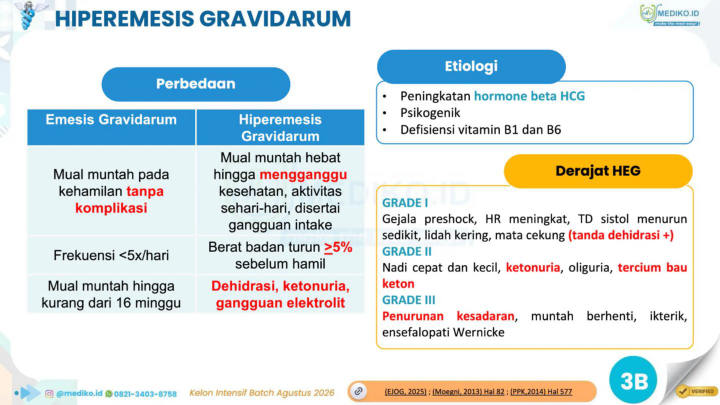 HIPEREMESIS GRAVIDARUM
MEDIKO.ID
Perbedaan
Emesis Gravidarum
Hiperemesis
Gravidarum
Mual muntah pada
kehamilan tanpa
komplikasi
Mual muntah hebat
hingga mengganggu
kesehatan, aktivitas
sehari-hari, disertai
gangguan intake
Frekuensi <5x/hari
Berat badan turun >5%
sebelum hamil
Mual muntah hingga
kurang dari 16 minggu
Dehidrasi, ketonuria,
gangguan elektrolit
Etiologi
• Peningkatan hormone beta HCG
• Psikogenik
• Defisiensi vitamin B1 dan B6
Derajat HEG
GRADE I
Gejala preshock, HR meningkat, TD sistol menurun
sedikit, lidah kering, mata cekung (tanda dehidrasi +)
GRADE II
Nadi cepat dan kecil, ketonuria, oliguria, tercium bau
keton
GRADE III
Penurunan kesadaran, muntah berhenti, ikterik,
ensefalopati Wernicke
MEDIKO.ID
@mediko.id 0821-3403-8758
Kelon Intensif Batch Agustus 2026
(EJOG, 2025) ; (Moegni, 2013) Hal 82 ; (PPK,2014) Hal 577
3B
VERIFIED